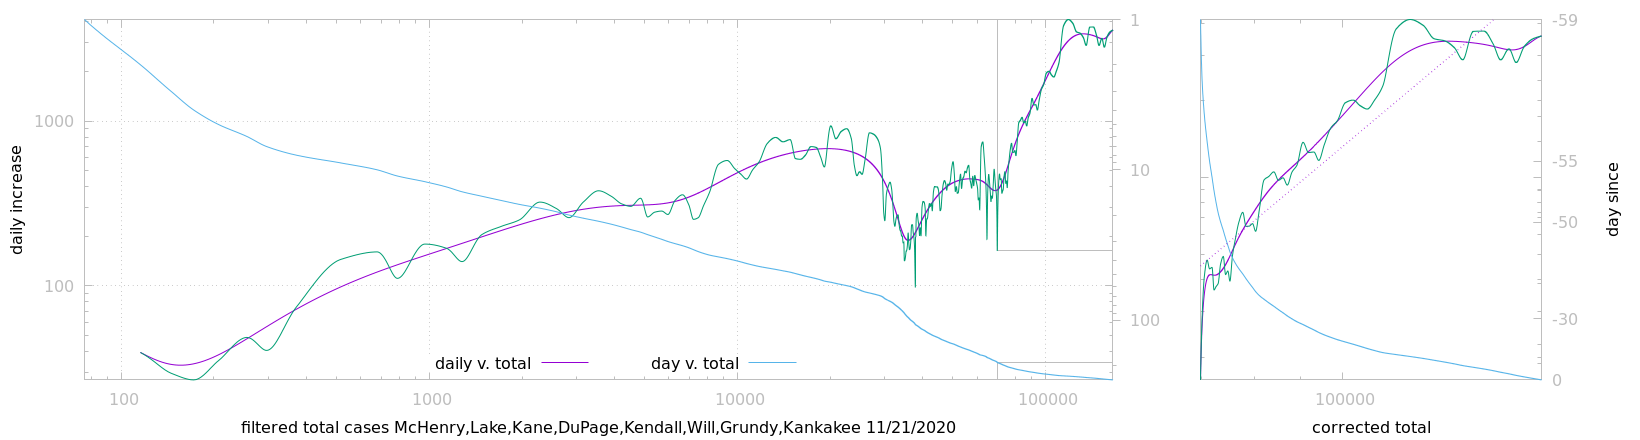 1000
100
daily increase
daily v. total
day v. total
100
1000
10000
100000
filtered total cases McHenry,Lake,Kane,DuPage,Kendall,Will,Grundy,Kankakee 11/21/2020
1
10
100
-59
-55
-50
-30
0
day since
100000
corrected total